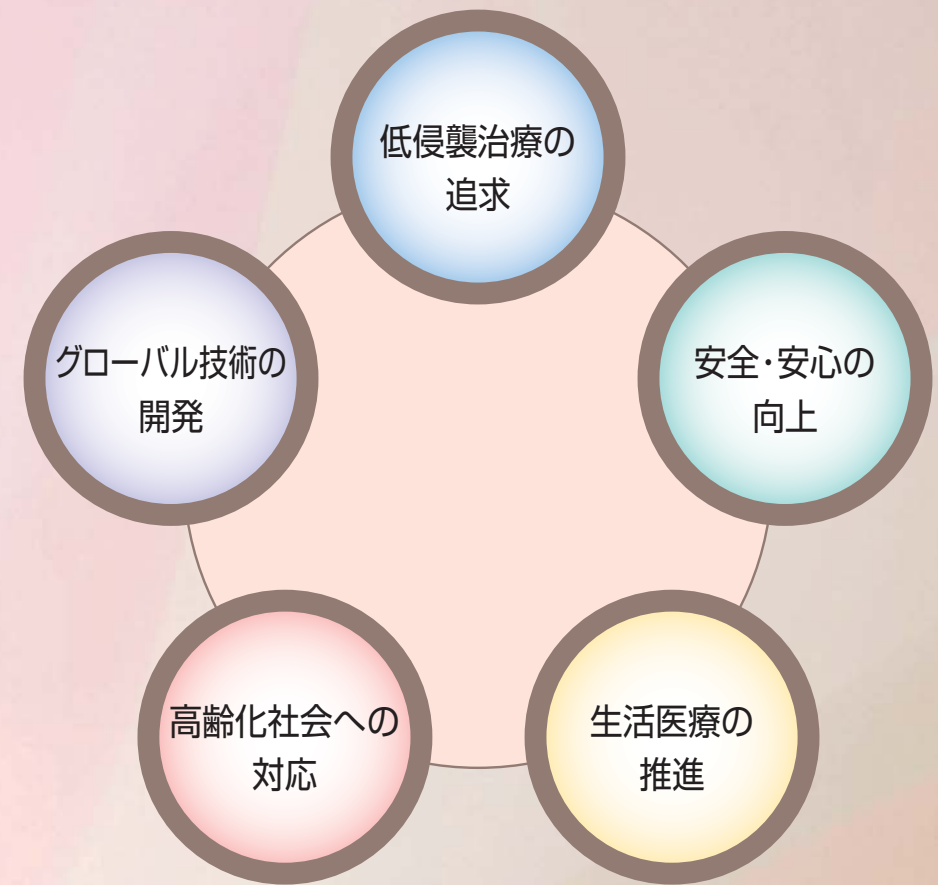 低侵襲治療の
追求
安全・安心の
向上
生活医療の
推進
高齢化社会への
対応
グローバル技術の
開発